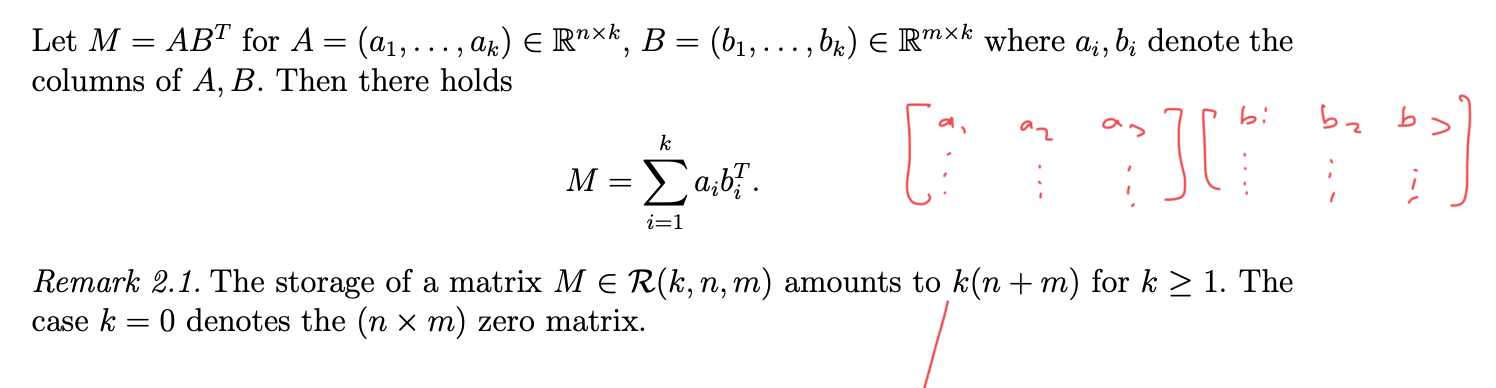 Let M = AB^T for A = (a_1, . . . , a_k) ∈ ℝ^{n×k}, B = (b_1, . . . , b_k) ∈ ℝ^{m×k} where a_i, b_i denote the
columns of A, B. Then there holds
M = ∑_{i=1}^{k} a_i b_i^T.
[a_1 a_2 a_3] [b: b_2 b_3]
Remark 2.1. The storage of a matrix M ∈ R(k, n, m) amounts to k(n + m) for k ≥ 1. The
case k = 0 denotes the (n × m) zero matrix.